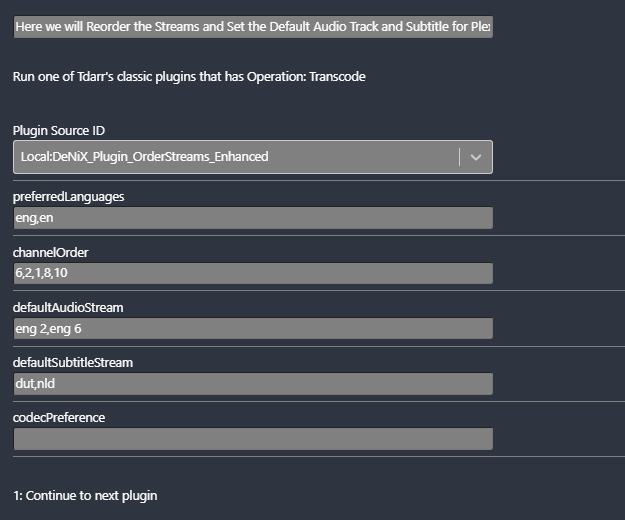 Here we will Reorder the Streams and Set the Default Audio Track and Subtitle for Plex
Run one of Tdarr's classic plugins that has Operation: Transcode
Plugin Source ID
Local:DeNiX_Plugin_OrderStreams_Enhanced
preferredLanguages
eng,en
channelOrder
6,2,1,8,10
defaultAudioStream
eng 2,eng 6
defaultSubtitleStream
dut,nld
codecPreference
1: Continue to next plugin